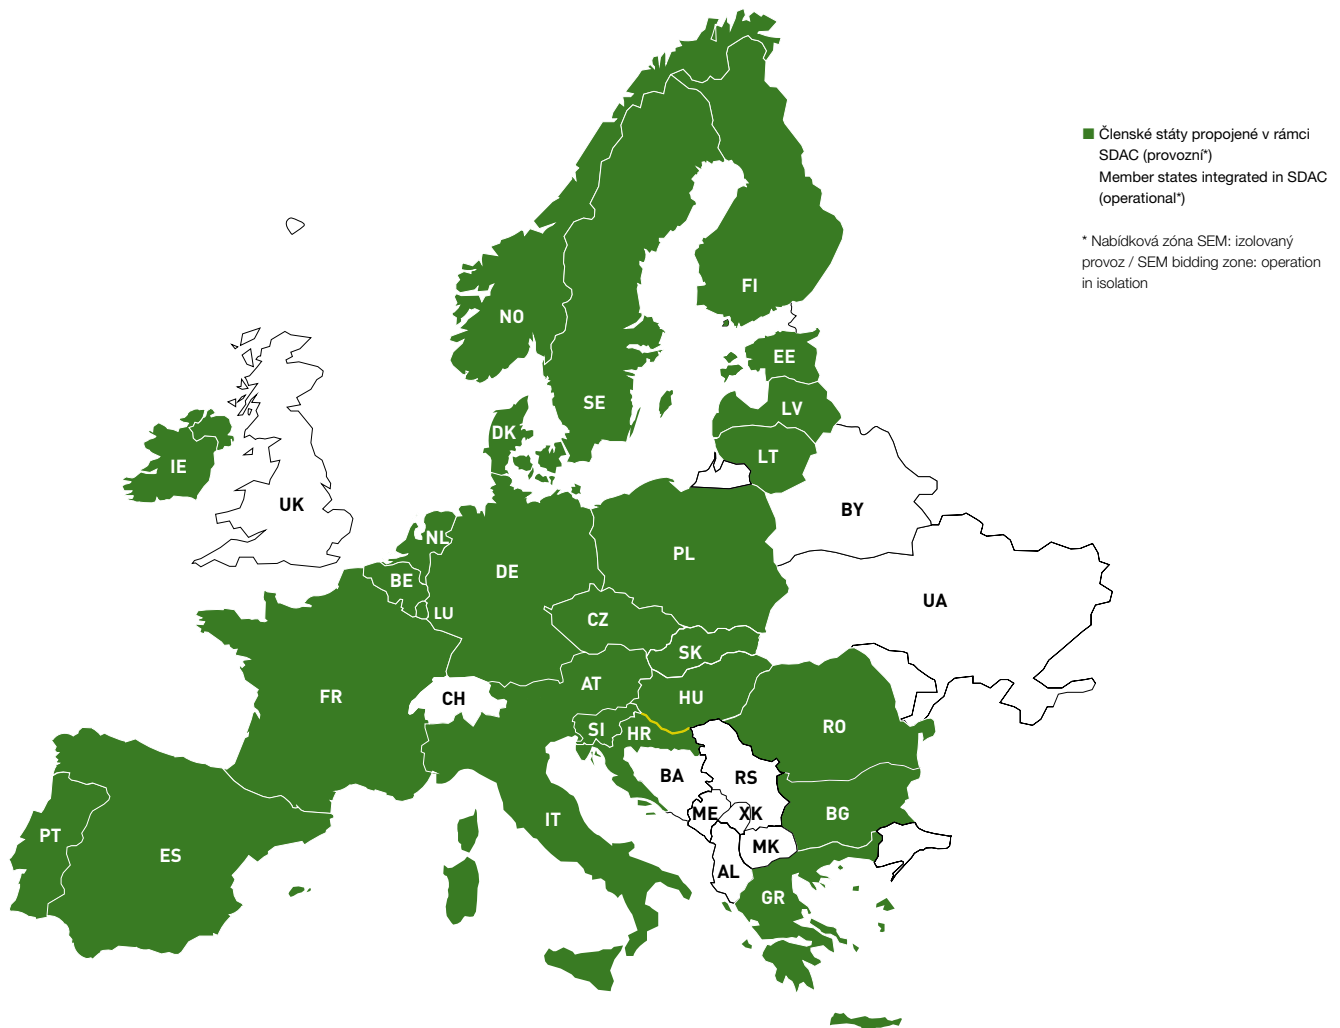 Členské státy propojené v rámci
SDAC (provozní*)
Member states integrated in SDAC
(operational*)
* Nabídková zóna SEM: izolovaný
provoz / SEM bidding zone: operation
in isolation
FI
NO
EE
SE
LV
DK
LT
IE
UK
BY
NL
PL
DE
BE
UA
LU
CZ
SK
AT
FR
CH
HU
SI
HR
RO
BA
RS
ME
XK
BG
IT
PT
MK
ES
AL
GR